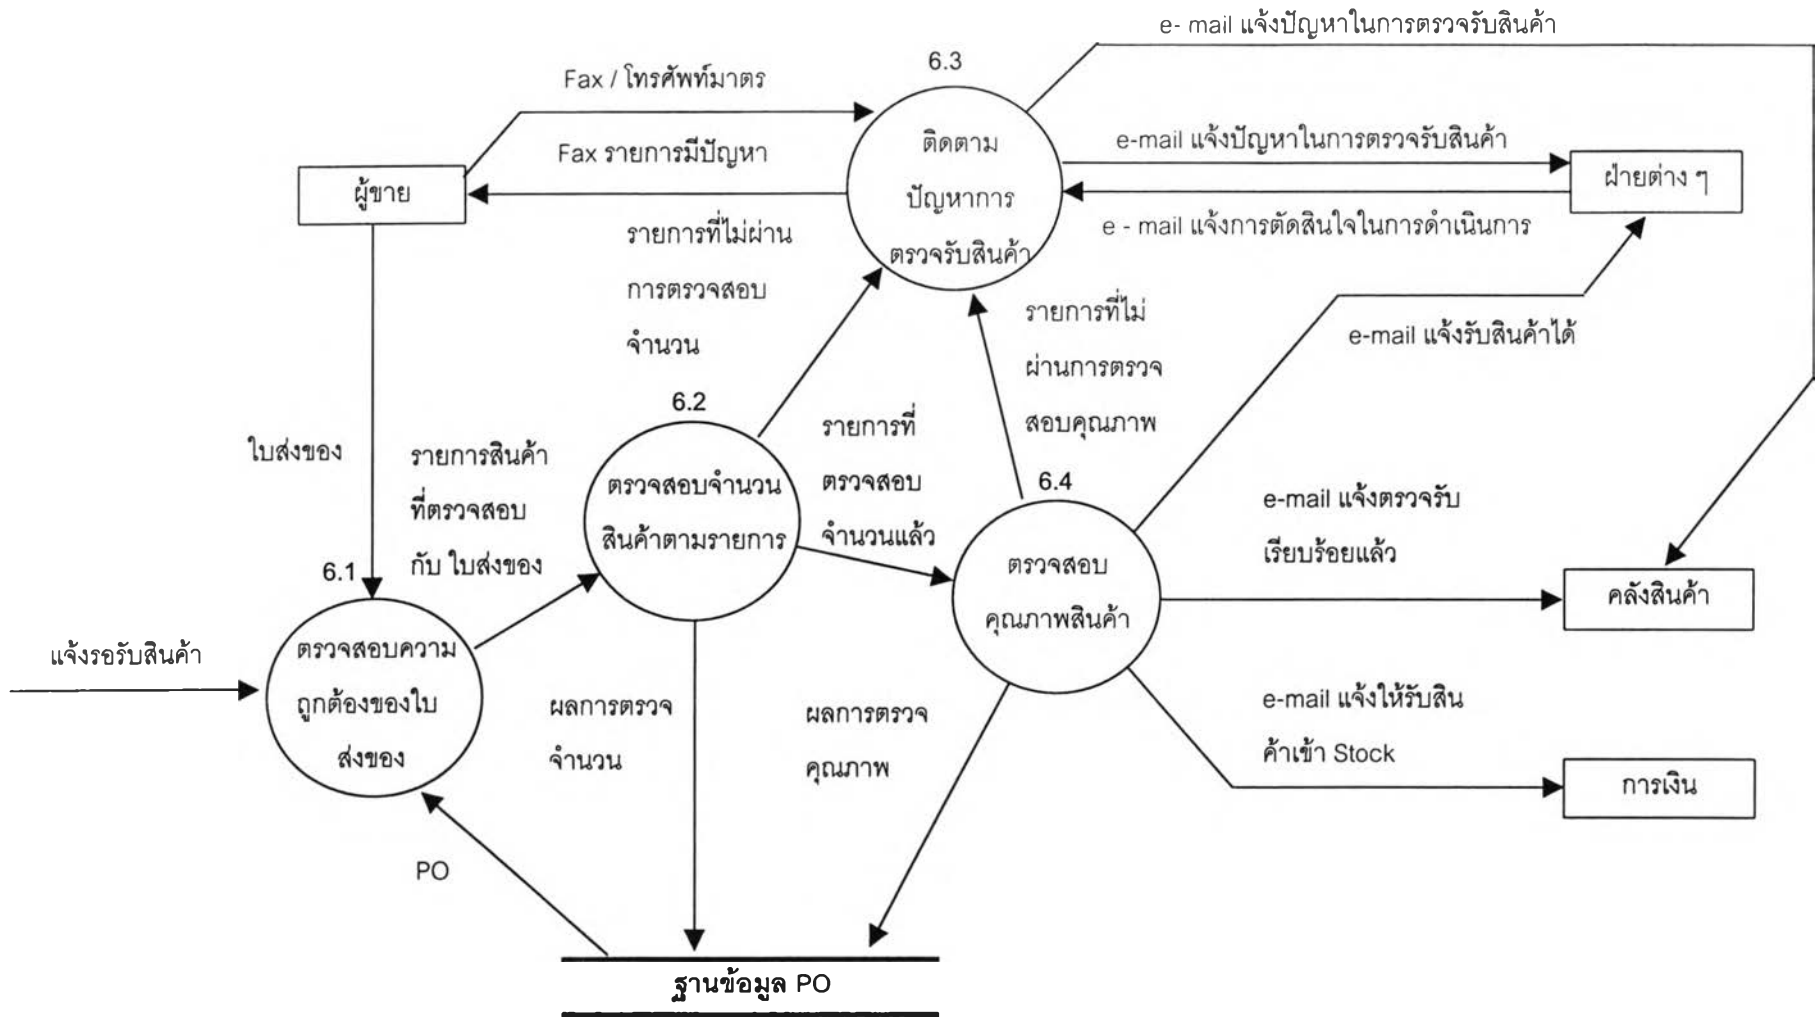 e- mail แจ้งปัญหาในการตรวจรับสินค้า
6.3
Fax / โทรศัพท์มาตร
ติดตาม
ปัญหาการ
ตรวจรับสินค้า
Fax รายการมีปัญหา
e-mail แจ้งปัญหาในการตรวจรับสินค้า
ผู้ขาย
ฝ่ายต่าง ๆ
e - mail แจ้งการตัดสินใจในการดำเนินการ
รายการที่ไม่ผ่าน
การตรวจสอบ
จำนวน
รายการที่ไม่
ผ่านการตรวจ
สอบคุณภาพ
e-mail แจ้งรับสินค้าได้
6.2
ตรวจสอบจำนวน
สินค้าตามรายการ
รายการที่
ตรวจสอบ
จำนวนแล้ว
ใบส่งของ
รายการสินค้า
ที่ตรวจสอบ
กับ ใบส่งของ
6.4
ตรวจสอบ
คุณภาพสินค้า
e-mail แจ้งตรวจรับ
เรียบร้อยแล้ว
คลังสินค้า
6.1
ตรวจสอบความ
ถูกต้องของใบ
ส่งของ
แจ้งรอรับสินค้า
ผลการตรวจ
จำนวน
ผลการตรวจ
คุณภาพ
e-mail แจ้งให้รับสิน
ค้าเข้า Stock
การเงิน
PO
ฐานข้อมูล PO